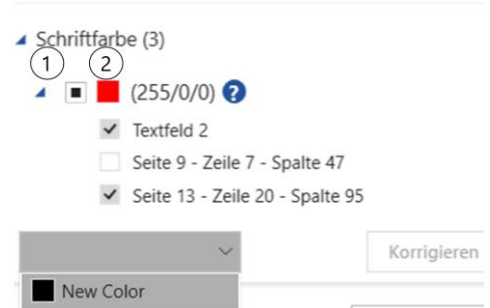 Schriftfarbe (3)
1 2
(255/0/0) ?
Textfeld 2
Seite 9 - Zeile 7 - Spalte 47
Seite 13 - Zeile 20 - Spalte 95
Korrigieren
New Color